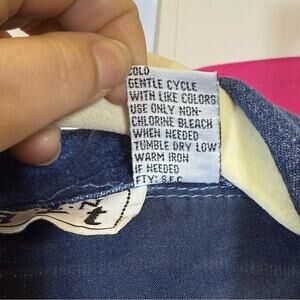 COLD
GENTLE CYCLE
WITH LIKE COLORS
USE ONLY NON-
CHLORINE BLEACH
WHEN NEEDED
TUMBLE DRY LOW
WARM IRON
IF NEEDED
FTY: S.F.C